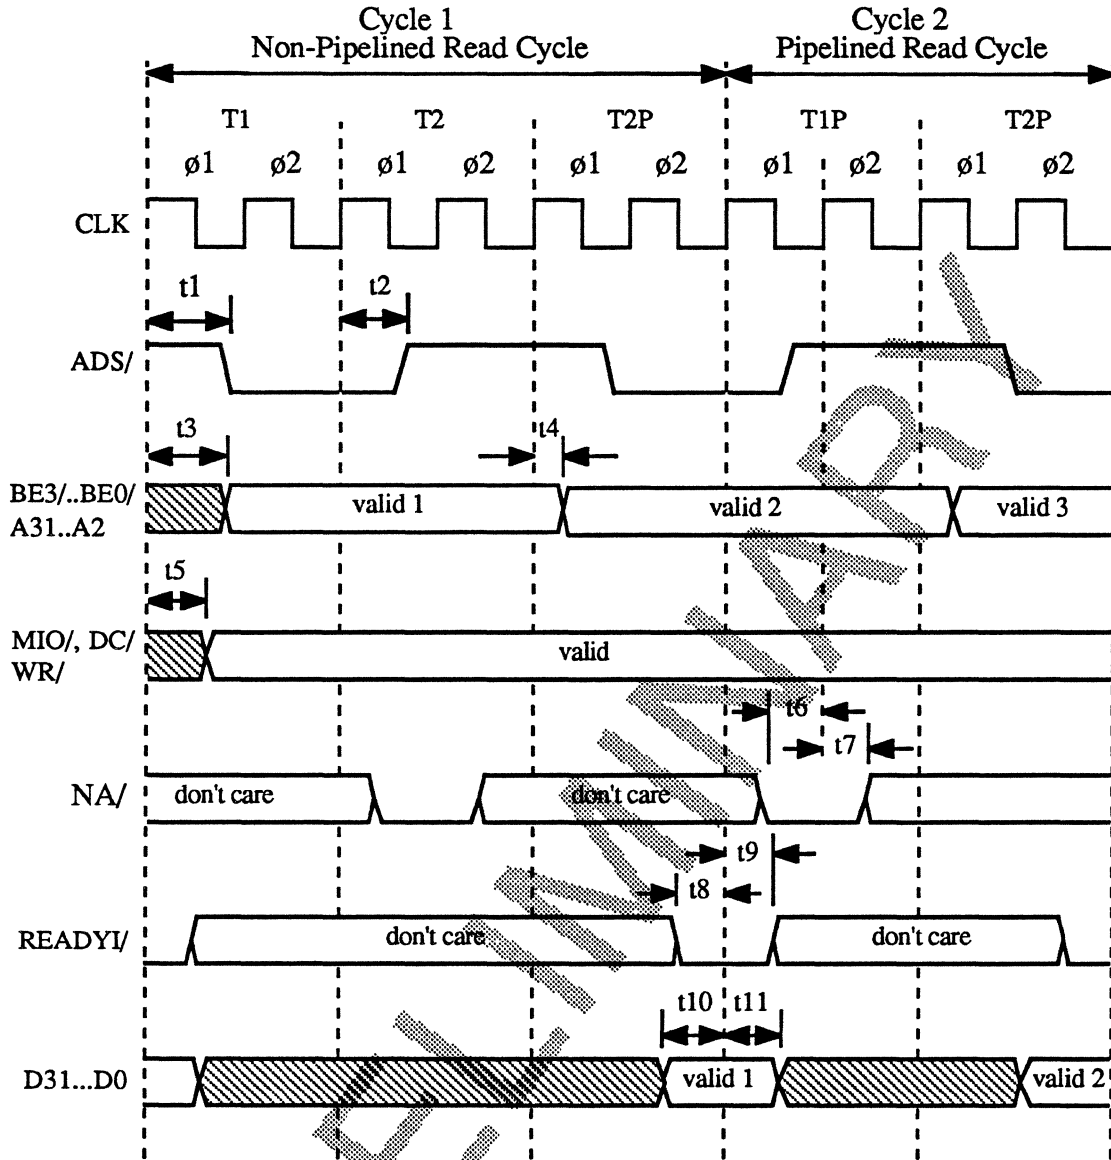 Cycle 1
Non-Pipelined Read Cycle
Cycle 2
Pipelined Read Cycle
T1 T2 T2P T1P T2P
ø1 ø2 ø1 ø2 ø1 ø2 ø1 ø2 ø1 ø2
CLK
t1 t2
ADS/
t3 t4
BE3/..BE0/
A31..A2
valid 1 valid 2 valid 3
t5
MIO/, DC/
WR/
valid
t6
t7
NA/ don't care don't care
t9
t8
READYI/ don't care don't care
t10 t11
D31...D0 valid 1 valid 2
PRELIMINARY